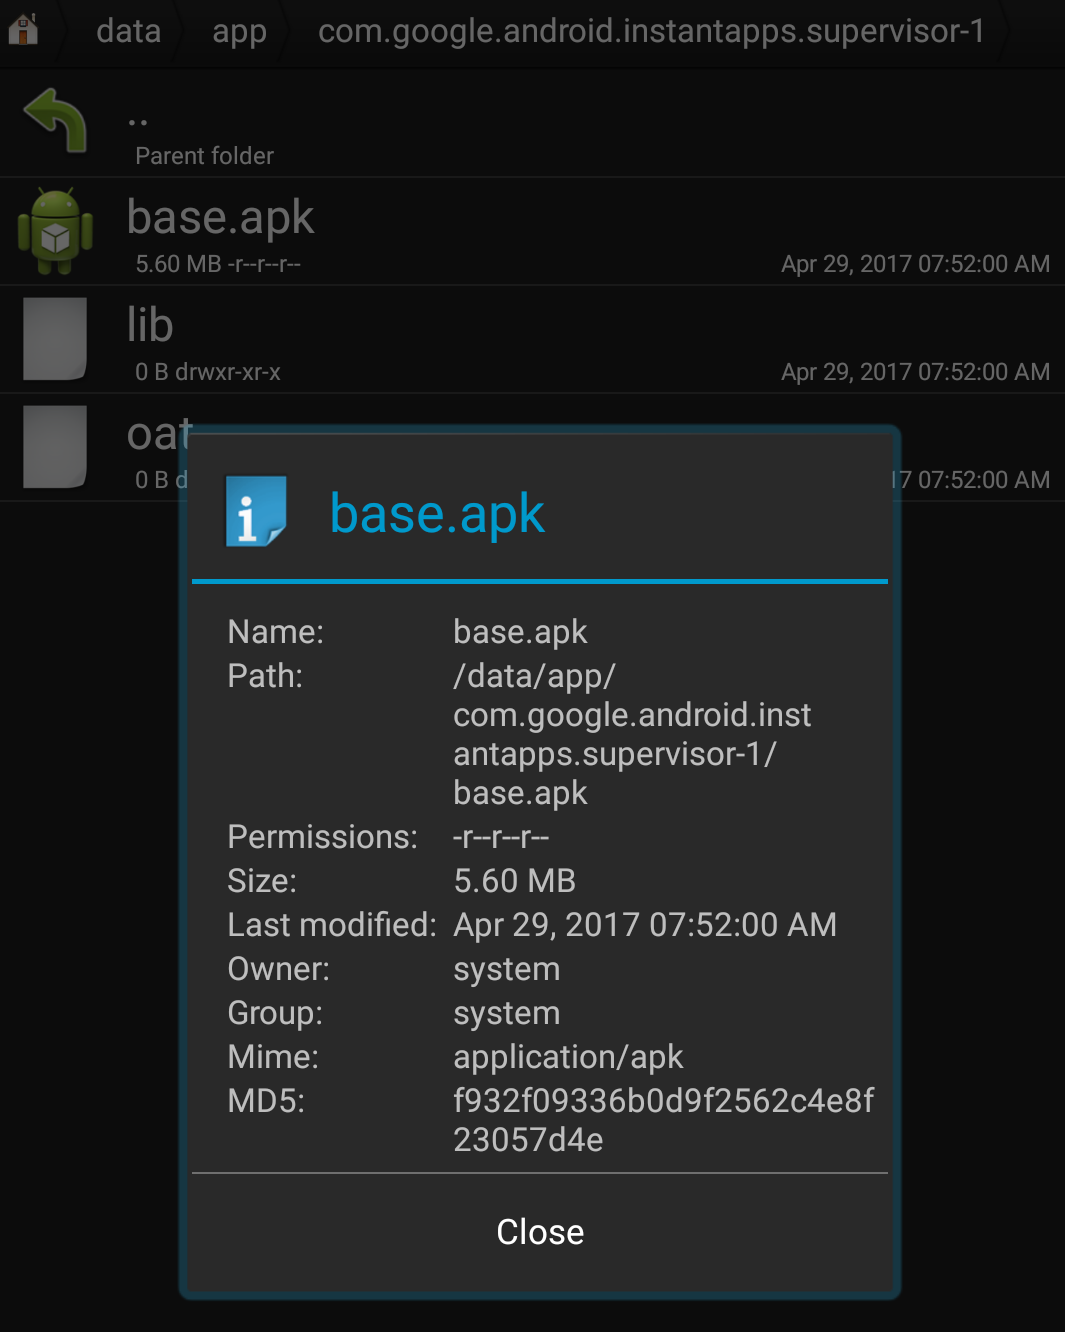 data app com.google.android.instantapps.supervisor-1
..
Parent folder
base.apk
5.60 MB -r--r--r-- Apr 29, 2017 07:52:00 AM
lib
0 B drwxr-xr-x Apr 29, 2017 07:52:00 AM
oat
0 B d 17 07:52:00 AM
base.apk
Name: base.apk
Path: /data/app/
com.google.android.inst
antapps.supervisor-1/
base.apk
Permissions: -r--r--r--
Size: 5.60 MB
Last modified: Apr 29, 2017 07:52:00 AM
Owner: system
Group: system
Mime: application/apk
MD5: f932f09336b0d9f2562c4e8f
23057d4e
Close